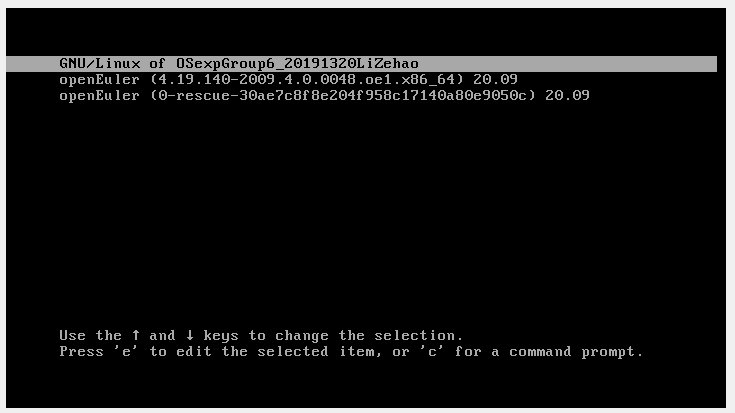 GNU/Linux of OSexpGroup6_20191320LiZehao
openEuler (4.19.140-2009.4.0.0048.oe1.x86_64) 20.09
openEuler (0-rescue-30ae7c8f8e204f958c17140a80e9050c) 20.09
Use the ↑ and ↓ keys to change the selection.
Press 'e' to edit the selected item, or 'c' for a command prompt.